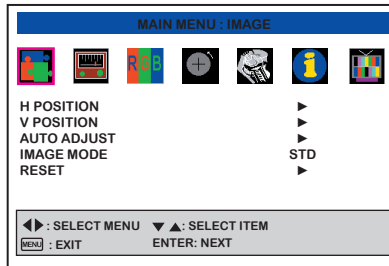 MAIN MENU : IMAGE
RGB
i
H POSITION ►
V POSITION ►
AUTO ADJUST ►
IMAGE MODE STD
RESET ►
◄► : SELECT MENU ▼ ▲: SELECT ITEM
MENU : EXIT ENTER: NEXT